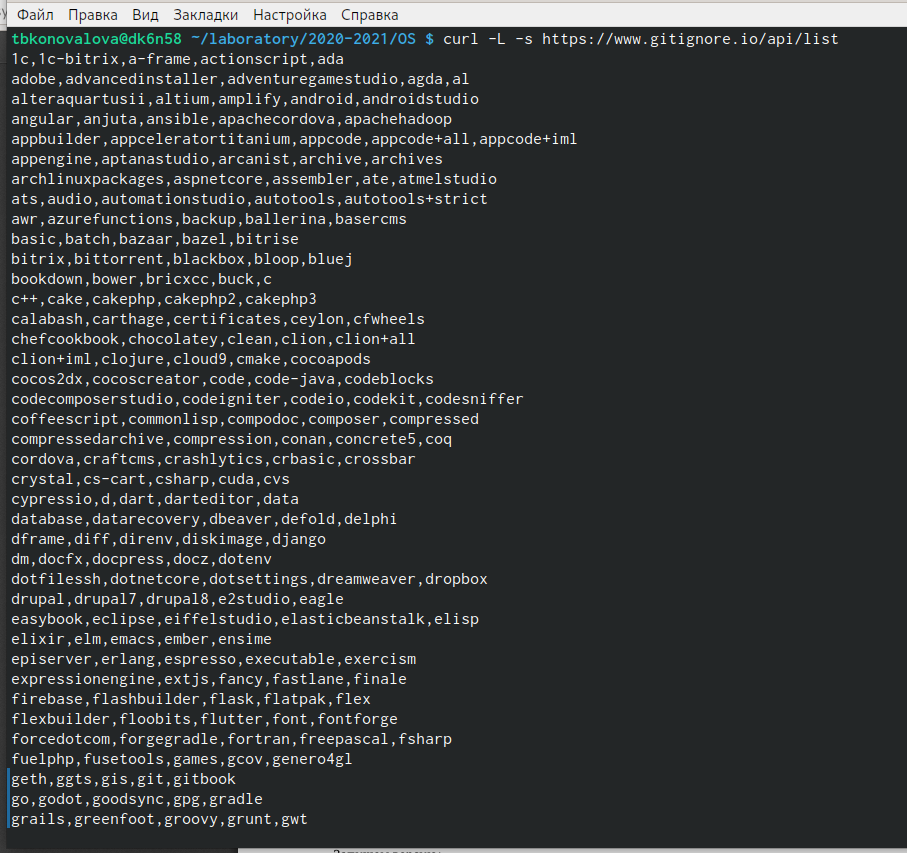 Файл Правка Вид Закладки Настройка Справка
tbkonovalova@dk6n58 ~/laboratory/2020-2021/OS $ curl -L -s https://www.gitignore.io/api/list
1c,1c-bitrix,a-frame,actionscript,ada
adobe,advancedinstaller,adventuregamestudio,agda,al
alteraquartusii,altium,amplify,android,androidstudio
angular,anjuta,ansible,apachecordova,apachehadoop
appbuilder,appceleratortitanium,appcode,appcode+all,appcode+iml
appengine,aptanastudio,arcanist,archive,archives
archlinuxpackages,aspnetcore,assembler,ate,atmelstudio
ats,audio,automationstudio,autotools,autotools+strict
awr,azurefunctions,backup,ballerina,basercms
basic,batch,bazaar,bazel,bitrise
bitrix,bittorrent,blackbox,bloop,bluej
bookdown,bower,bricxcc,buck,c
c++,cake,cakephp,cakephp2,cakephp3
calabash,carthage,certificates,ceylon,cfwheels
chefcookbook,chocolatey,clean,clion,clion+all
clion+iml,clojure,cloud9,cmake,cocoapods
cocos2dx,cocoscreator,code,code-java,codeblocks
codecomposerstudio,codeigniter,codeio,codekit,codesniffer
coffeescript,commonlisp,compodoc,composer,compressed
compressedarchive,compression,conan,concrete5,coq
cordova,craftcms,crashlytics,crbasic,crossbar
crystal,cs-cart,csharp,cuda,cvs
cypressio,d,dart,darteditor,data
database,datarecovery,dbeaver,defold,delphi
dframe,diff,direnv,diskimage,django
dm,docfx,docpress,docz,dotenv
dotfilessh,dotnetcore,dotsettings,dreamweaver,dropbox
drupal,drupal7,drupal8,e2studio,eagle
easybook,eclipse,eiffelstudio,elasticbeanstalk,elisp
elixir,elm,emacs,ember,ensime
episerver,erlang,espresso,executable,exercism
expressionengine,extjs,fancy,fastlane,finale
firebase,flashbuilder,flask,flatpak,flex
flexbuilder,floobits,flutter,font,fontforge
forcedotcom,forgegradle,fortran,freepascal,fsharp
fuelphp,fusetools,games,gcov,genero4gl
geth,ggts,gis,git,gitbook
go,godot,goodsync,gpg,gradle
grails,greenfoot,groovy,grunt,gwt